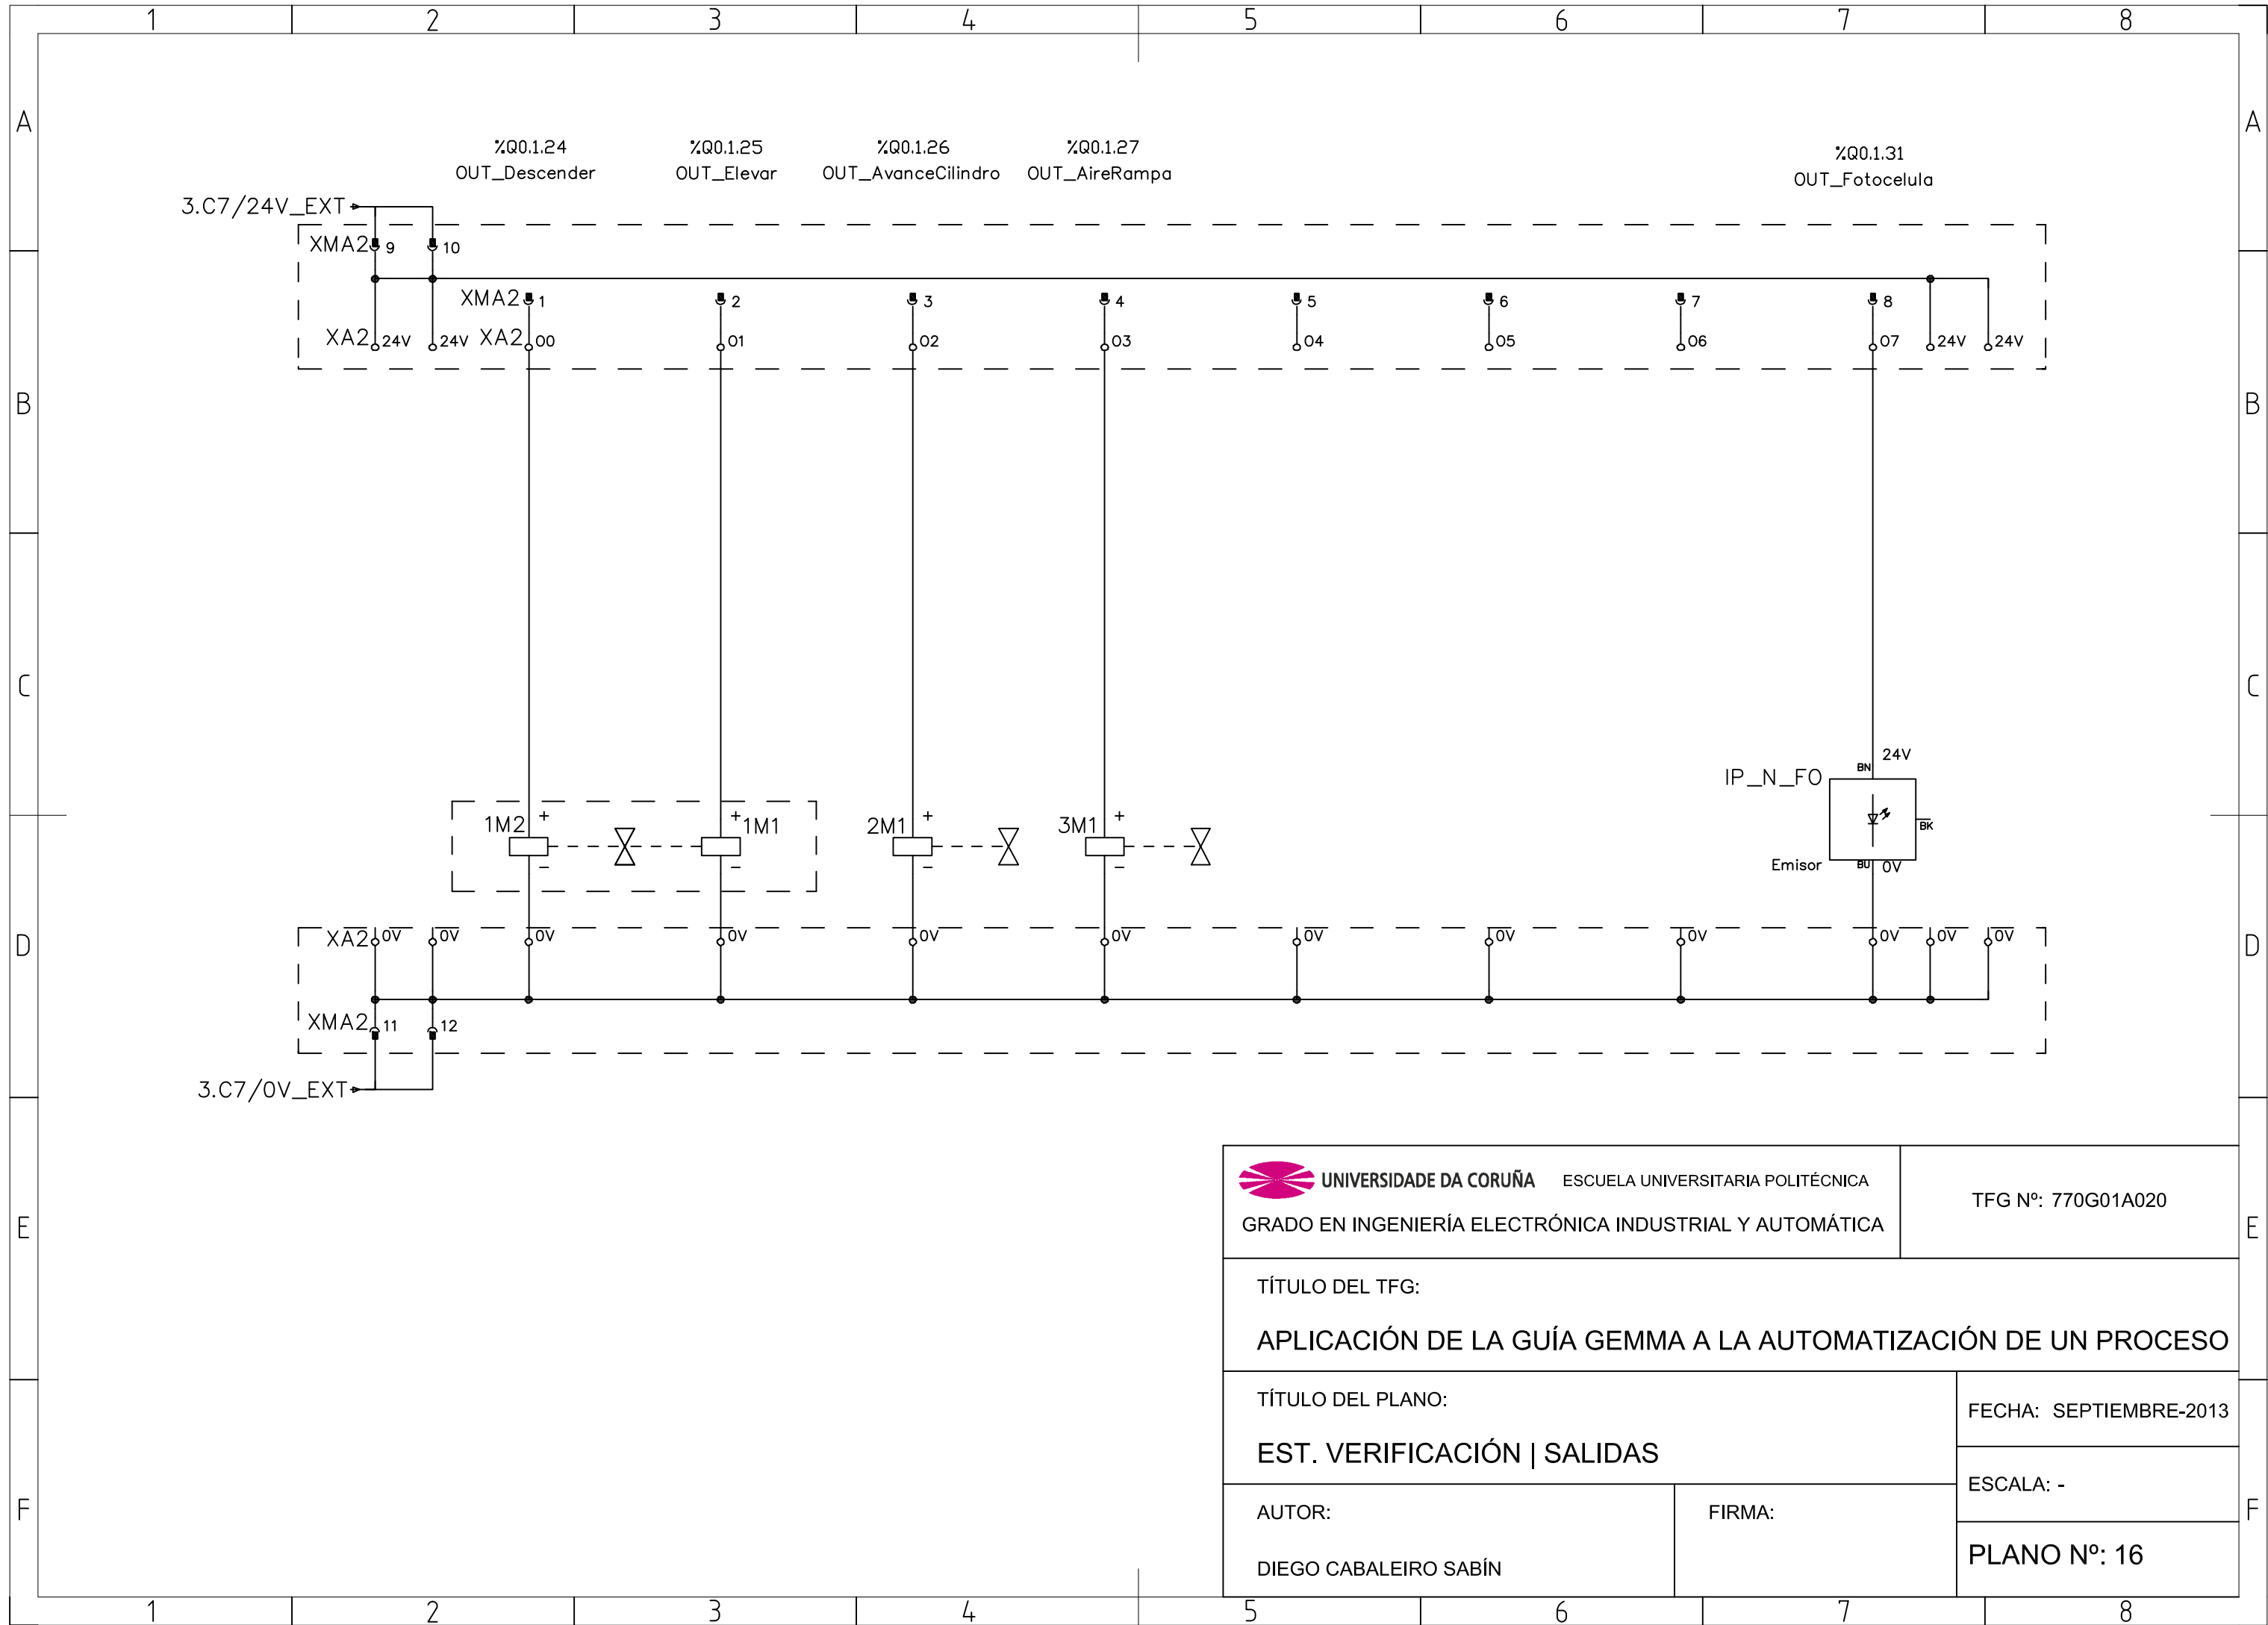 1 2 3 4 5 6 7 8
A A
%Q0.1.24 %Q0.1.25 %Q0.1.26 %Q0.1.27 %Q0.1.31
OUT_Descender OUT_Elevar OUT_AvanceCilindro OUT_AireRampa OUT_Fotocelula
3.C7/24V_EXT
XMA2 9 10
XMA2 1 2 3 4 5 6 7 8
XA2 24V 24V XA2 00 01 02 03 04 05 06 07 24V 24V
B B
C C
24V
IP_N_FO BN
1M2 + + 1M1 2M1 + 3M1 +
BK
- - - -
Emisor BU 0V
D D
XA2 0V 0V 0V 0V 0V 0V 0V 0V 0V 0V 0V 0V
XMA2 11 12
3.C7/0V_EXT
UNIVERSIDADE DA CORUÑA ESCUELA UNIVERSITARIA POLITÉCNICA
TFG Nº: 770G01A020
GRADO EN INGENIERÍA ELECTRÓNICA INDUSTRIAL Y AUTOMÁTICA
E E
TÍTULO DEL TFG:
APLICACIÓN DE LA GUÍA GEMMA A LA AUTOMATIZACIÓN DE UN PROCESO
TÍTULO DEL PLANO:
FECHA: SEPTIEMBRE-2013
EST. VERIFICACIÓN | SALIDAS
ESCALA: -
F F
AUTOR: FIRMA:
PLANO Nº: 16
DIEGO CABALEIRO SABÍN
1 2 3 4 5 6 7 8